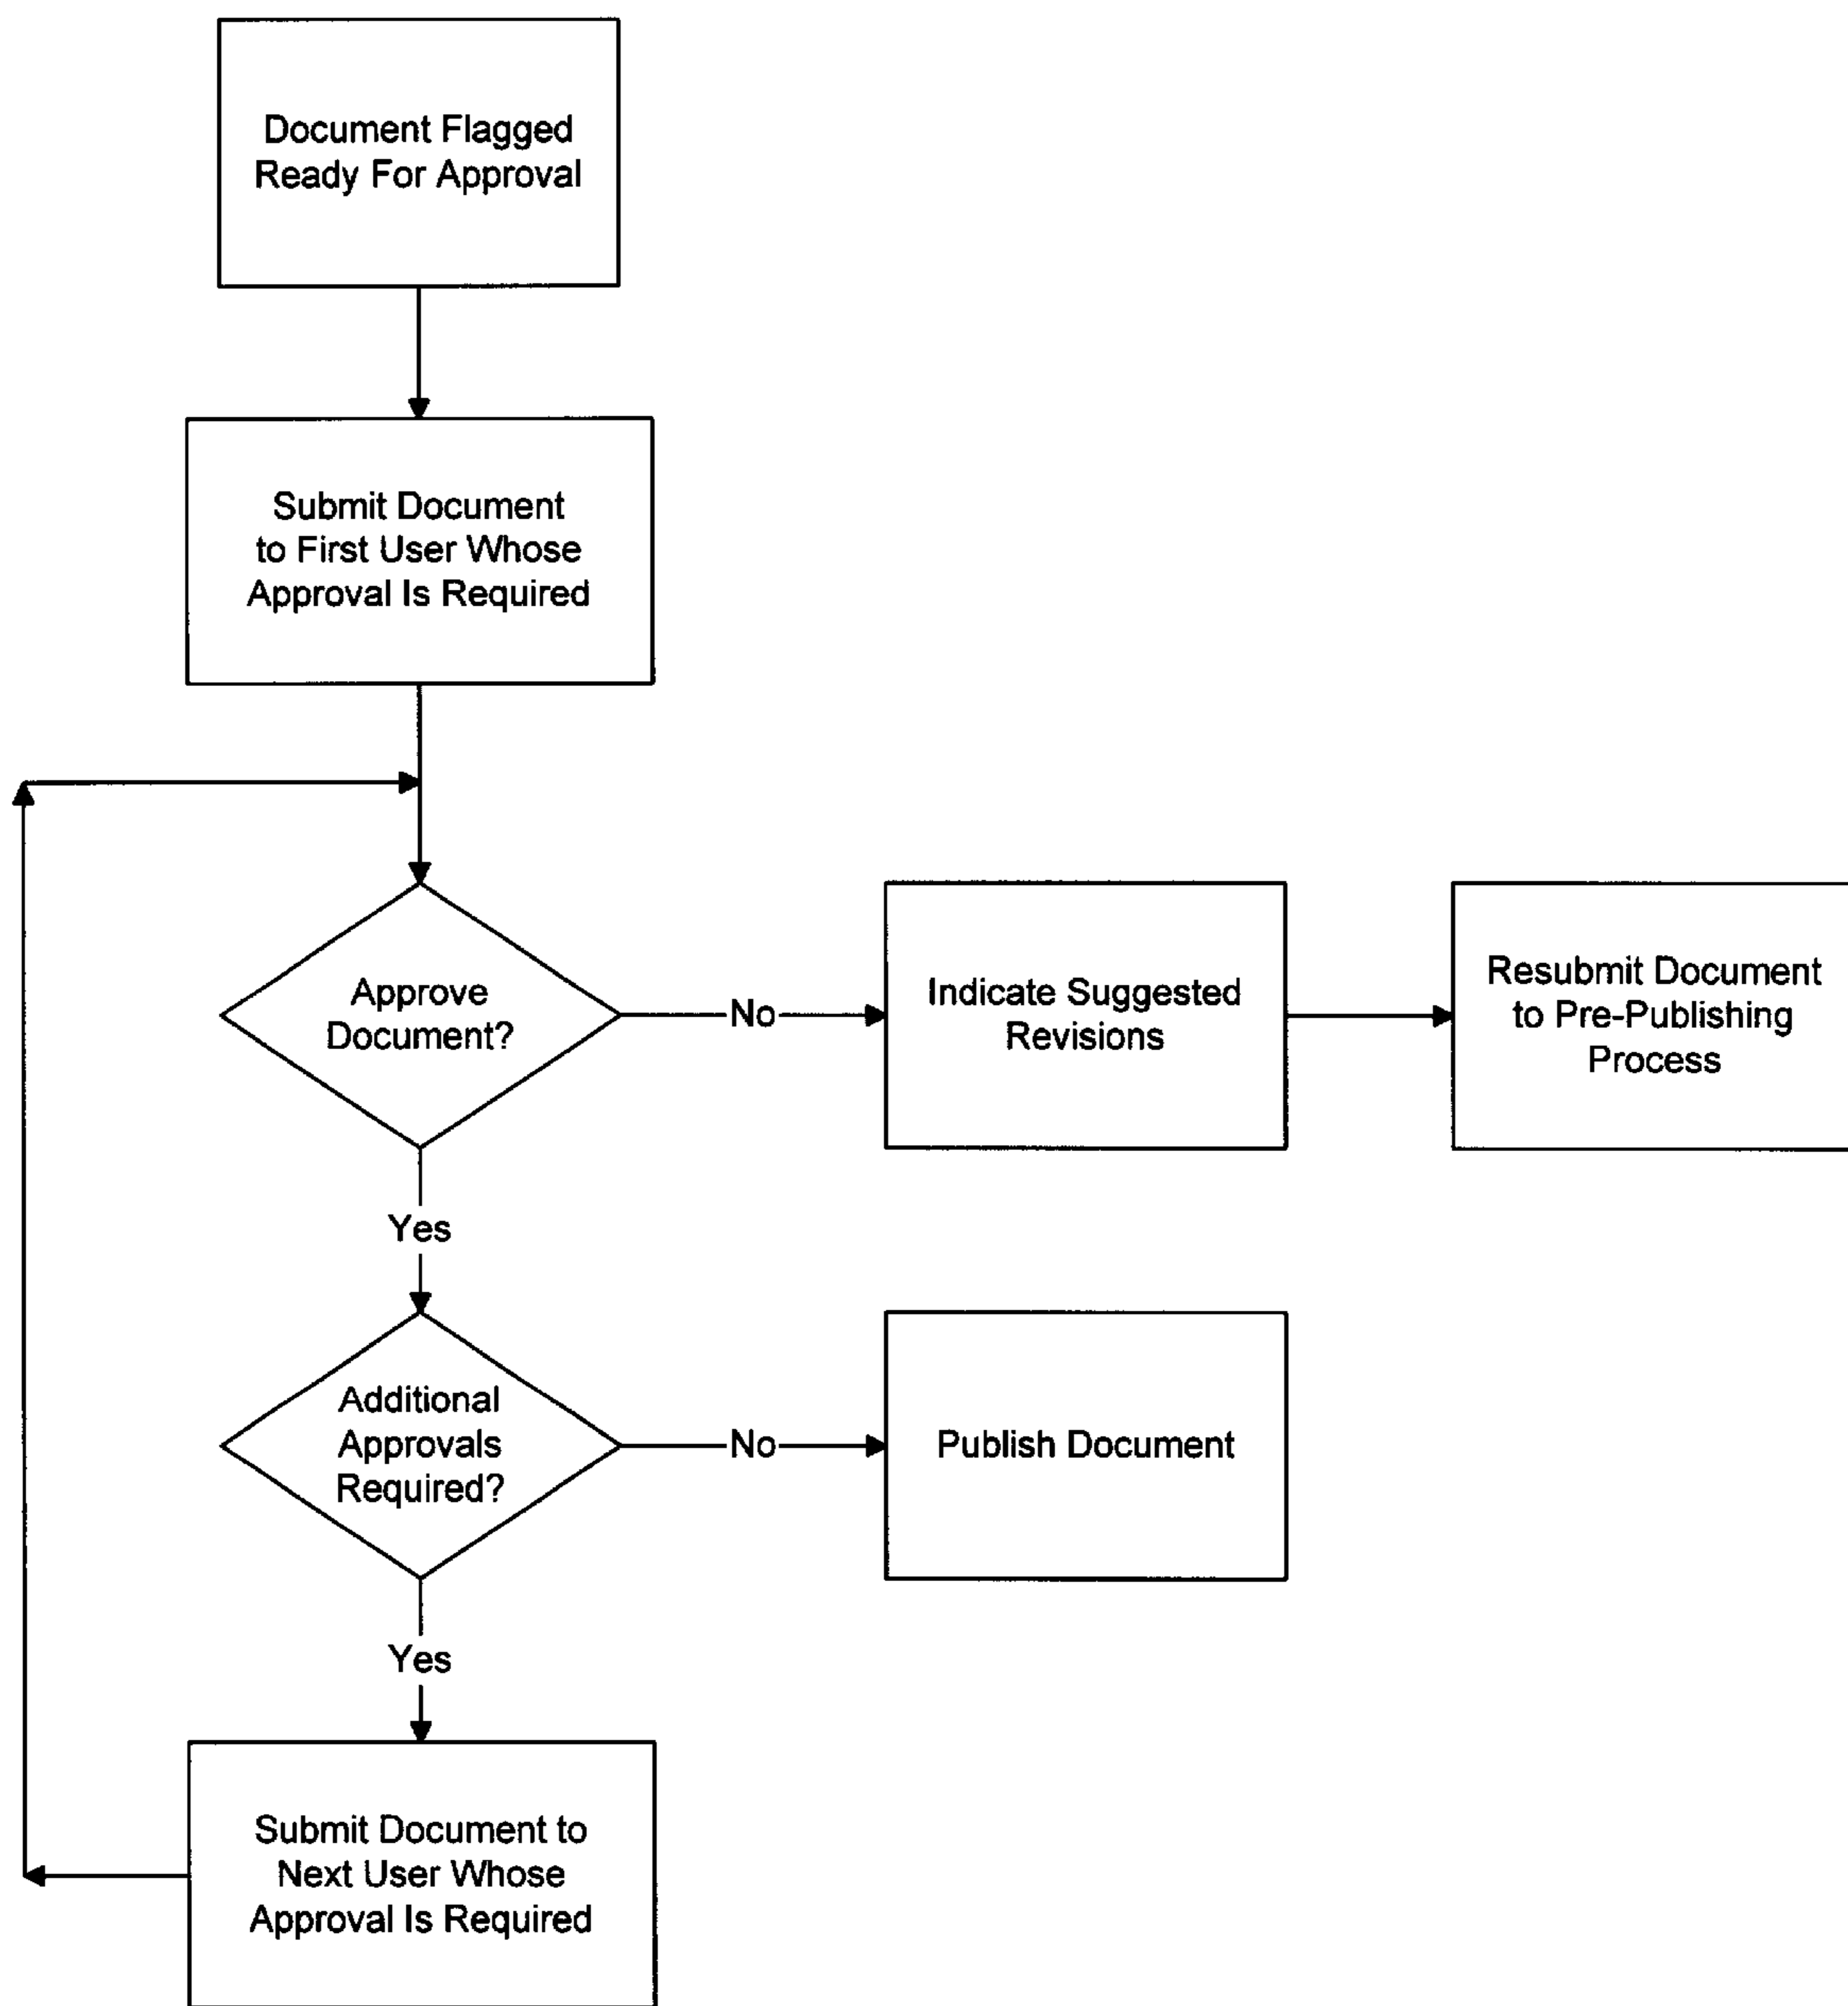 Document Flagged
Ready For Approval
Submit Document
to First User Whose
Approval Is Required
Approve
Document?
No
Indicate Suggested
Revisions
Resubmit Document
to Pre-Publishing
Process
Yes
Additional
Approvals
Required?
No
Publish Document
Yes
Submit Document to
Next User Whose
Approval Is Required